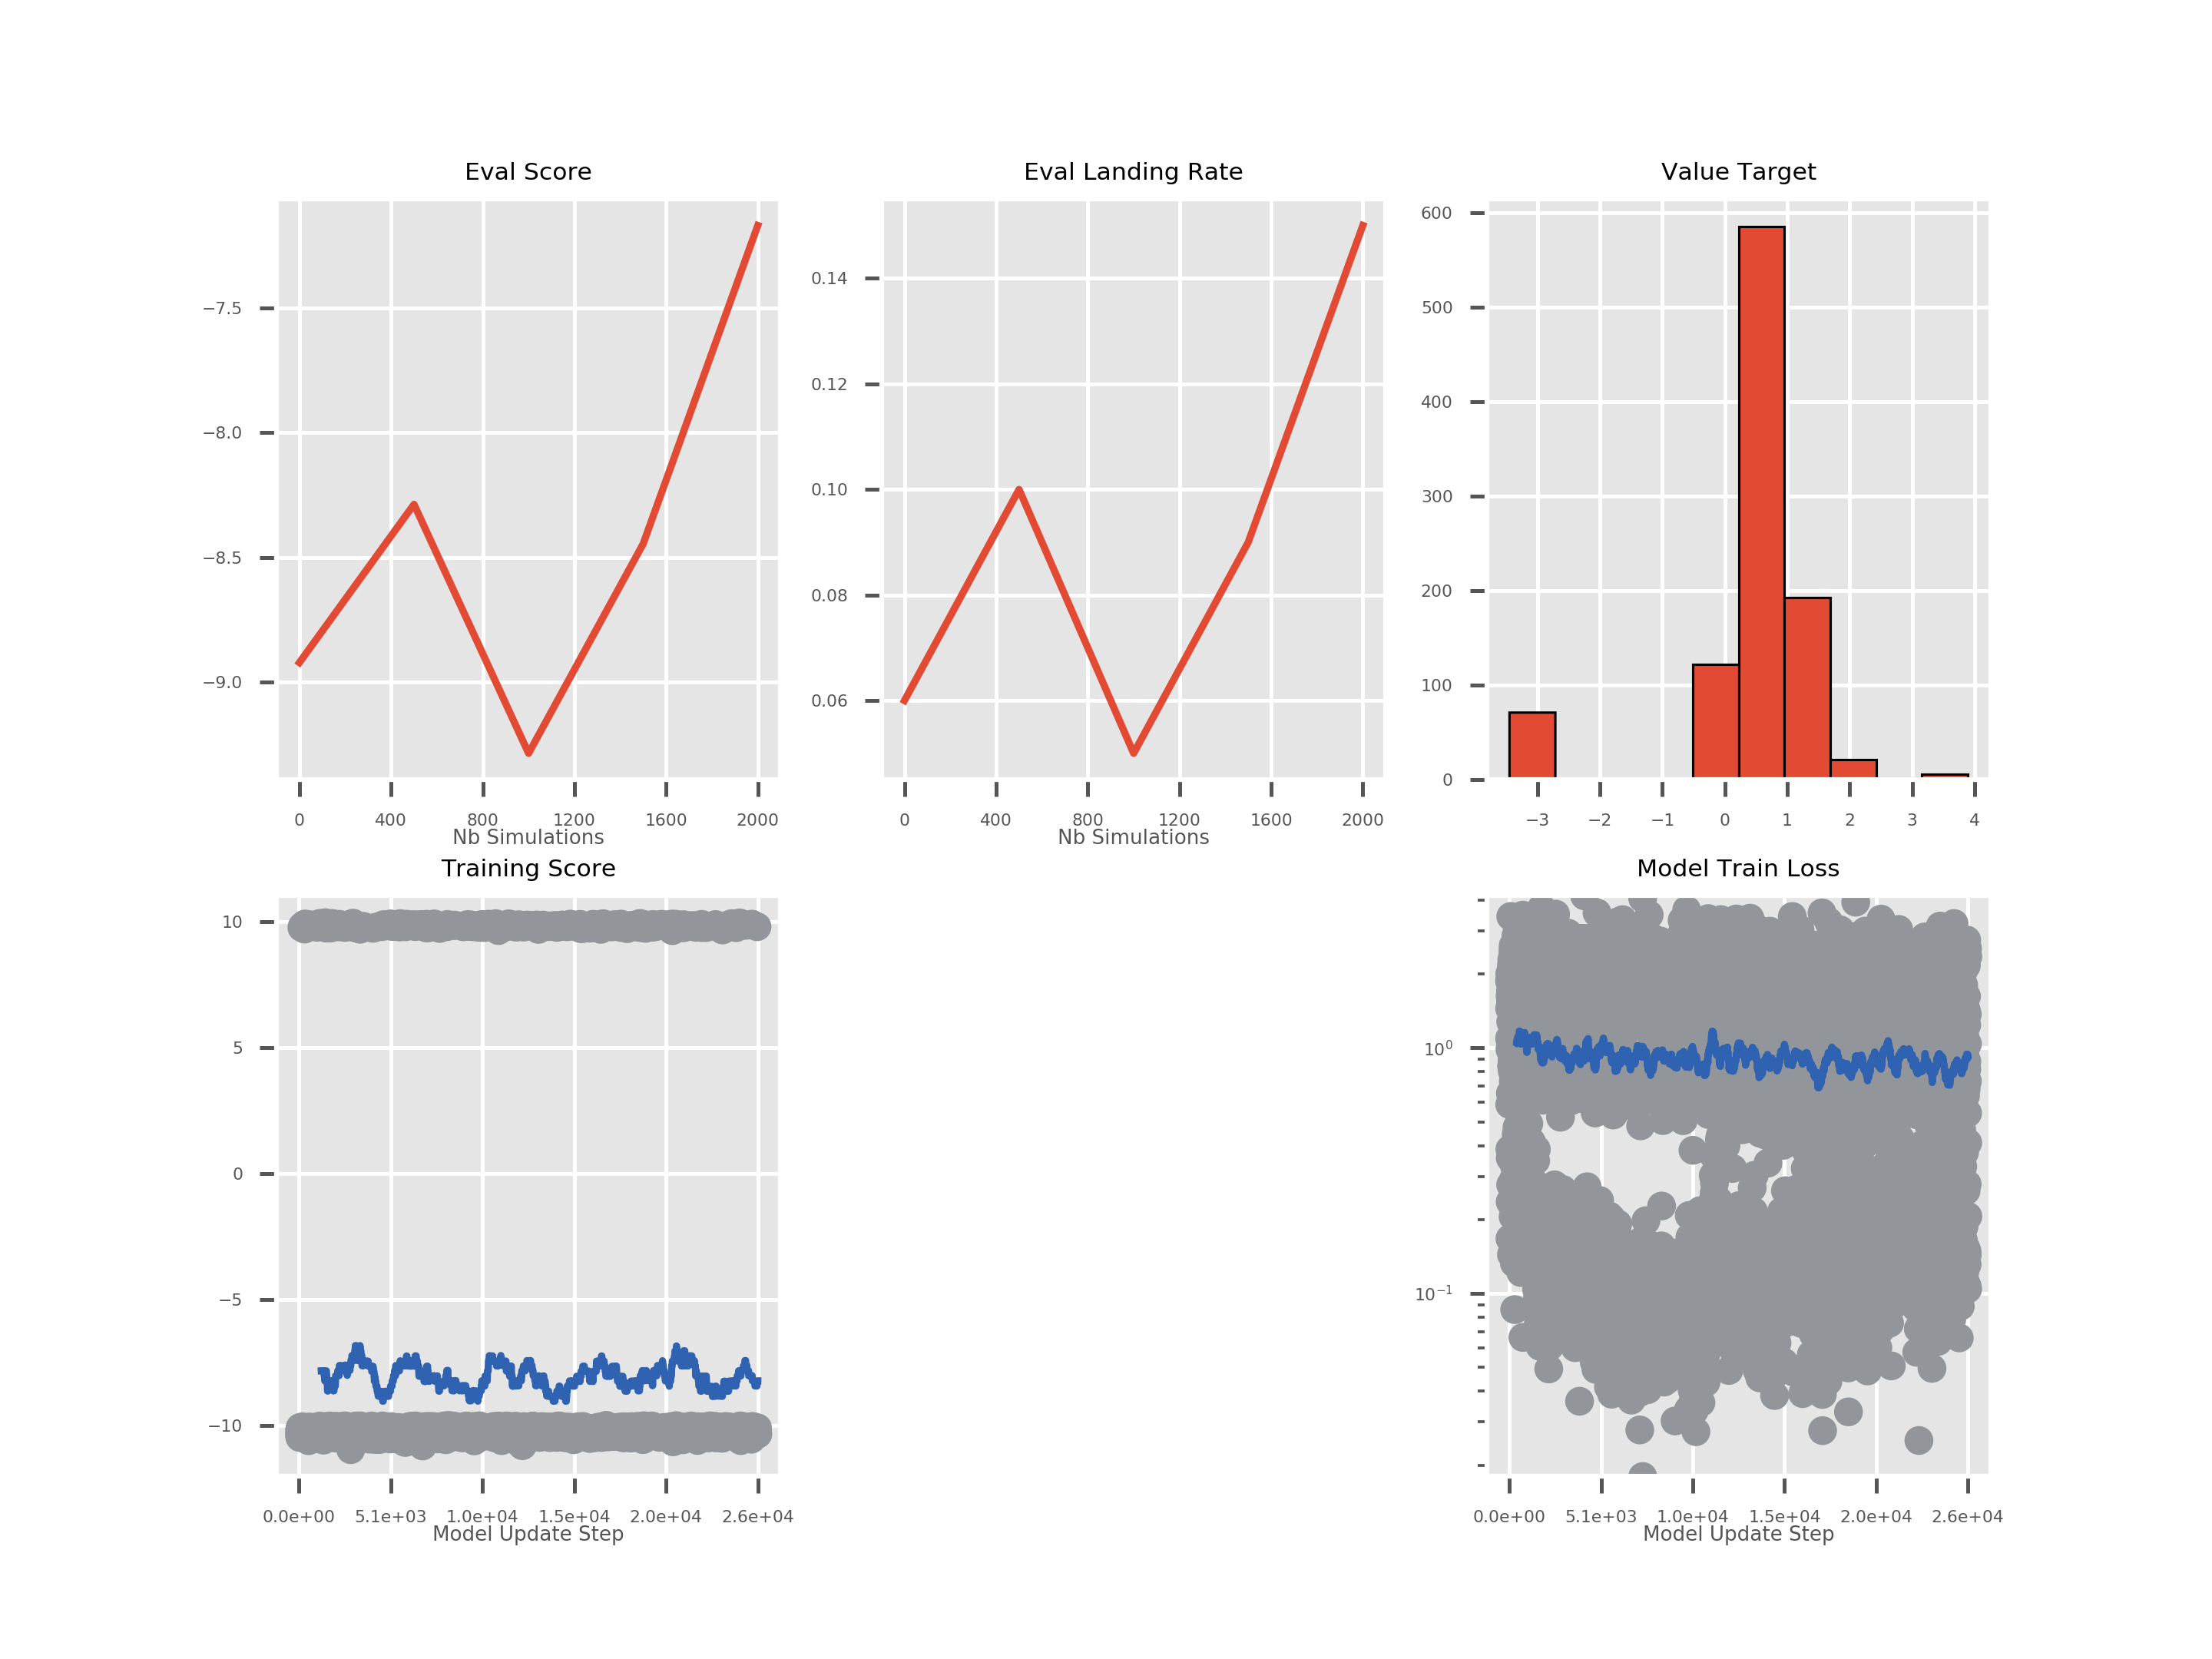 Eval Score
−7.5
−8.0
−8.5
−9.0
0 400 800 1200 1600 2000
Nb Simulations
Eval Landing Rate
0.14
0.12
0.10
0.08
0.06
0 400 800 1200 1600 2000
Nb Simulations
Value Target
600
500
400
300
200
100
0
−3 −2 −1 0 1 2 3 4
Training Score
10
5
0
−5
−10
0.0e+00 5.1e+03 1.0e+04 1.5e+04 2.0e+04 2.6e+04
Model Update Step
Model Train Loss
10⁰
10⁻¹
0.0e+00 5.1e+03 1.0e+04 1.5e+04 2.0e+04 2.6e+04
Model Update Step